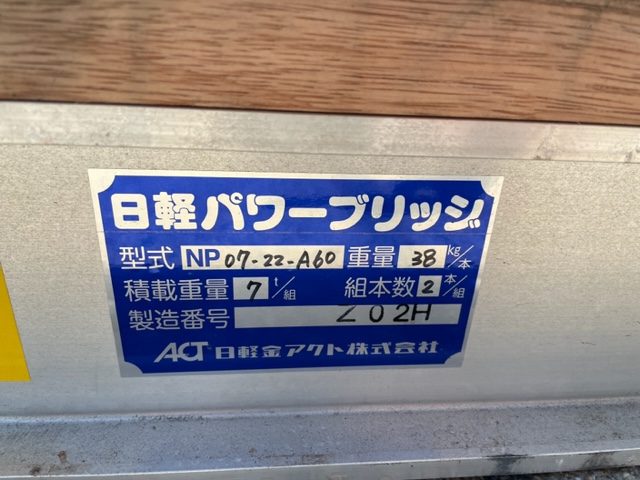 日軽パワーブリッジ
型式 NP 07-22-A60 重量 38 kg/本
積載重量 7 t/組 組本数 2 本/組
製造番号 Z02H
ACT 日軽金アクト株式会社